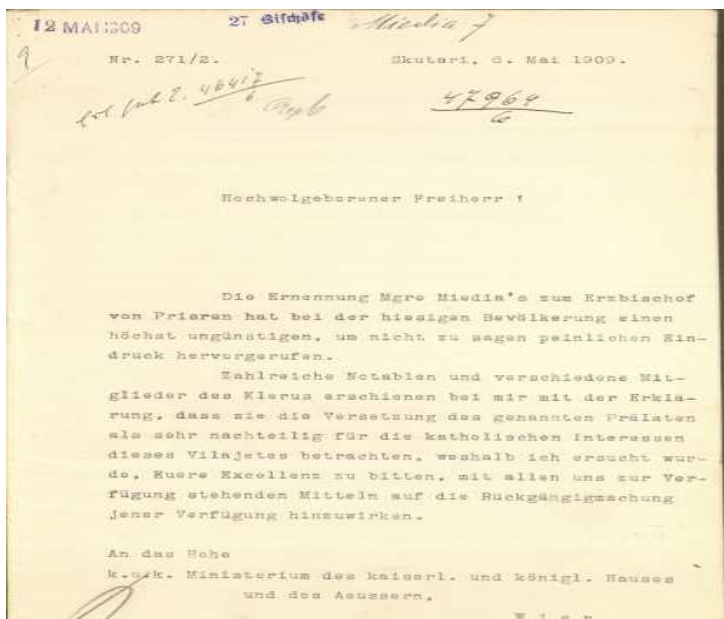 12 MAI 1909
27 Bischöfe
Miedia 7
9
Nr. 271/2.
Skutari, 6. Mai 1909.
46417
6
47964
6
Hochwolgeborener Freiherr !
Die Ernennung Mgre Miedia's zum Erzbischof
von Prisren hat bei der hiesigen Bevölkerung einen
höchst ungünstigen, um nicht zu sagen peinlichen Ein-
druck hervorgerufen.
Zahlreiche Notablen und verschiedene Mit-
glieder des Klerus erschienen bei mir mit der Erklä-
rung, dass sie die Versetzung des genannten Prälaten
als sehr nachteilig für die katholischen Interessen
dieses Vilajetes betrachten, weshalb ich ersucht wur-
de, Euere Excellenz zu bitten, mit allen uns zur Ver-
fügung stehenden Mitteln auf die Rückgängigmachung
jener Verfügung hinzuwirken.
An das Hohe
k.u.k. Ministerium des kaiserl. und königl. Hauses
und des Aeussern,
Wien